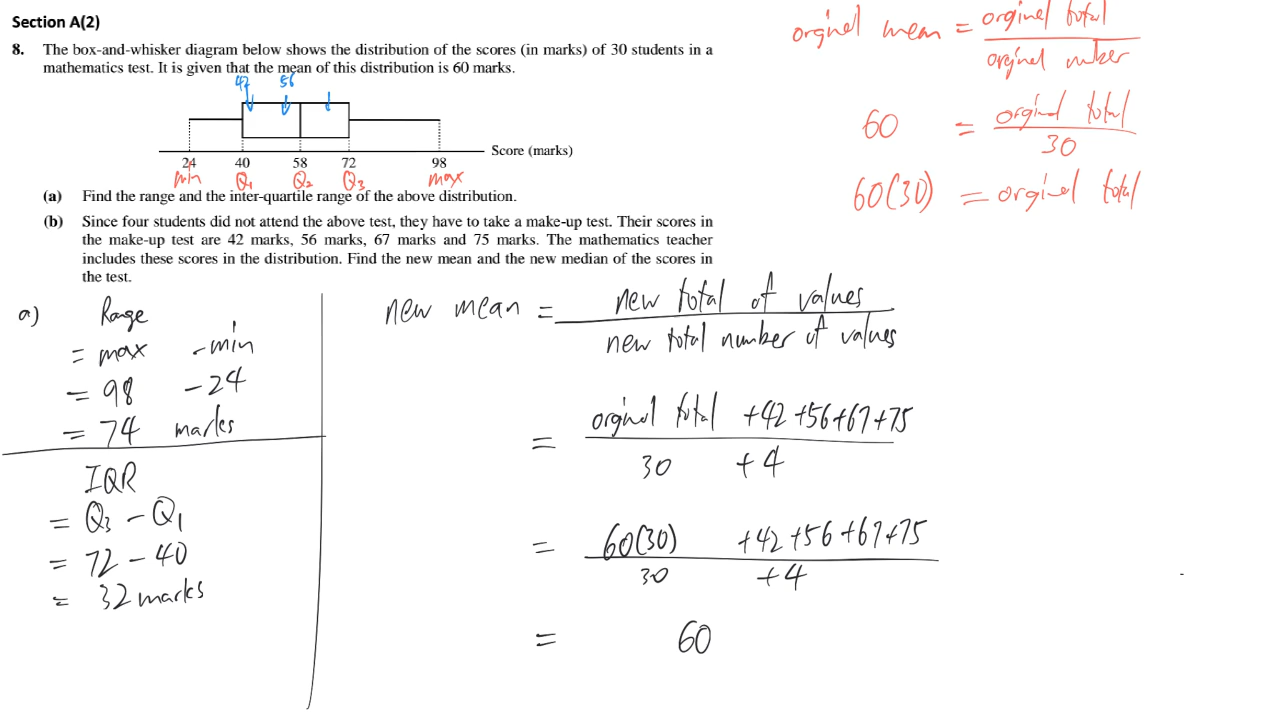 Section A(2)
8. The box-and-whisker diagram below shows the distribution of the scores (in marks) of 30 students in a
mathematics test. It is given that the mean of this distribution is 60 marks.
42 56
Score (marks)
24 40 58 72 98
min Q₁ Q₂ Q₃ max
(a) Find the range and the inter-quartile range of the above distribution.
(b) Since four students did not attend the above test, they have to take a make-up test. Their scores in
the make-up test are 42 marks, 56 marks, 67 marks and 75 marks. The mathematics teacher
includes these scores in the distribution. Find the new mean and the new median of the scores in
the test.
orginel mean = orginel total
orginel number
60 = orginal total
30
60(30) = orginel total
a) Range
= max - min
= 98 - 24
= 74 marks
IQR
= Q₃ - Q₁
= 72 - 40
= 32 marks
new mean = new total of values
new total number of values
= orginal total +42 +56+67+75
30 +4
= 60(30) +42 +56 +67+75
30 +4
= 60